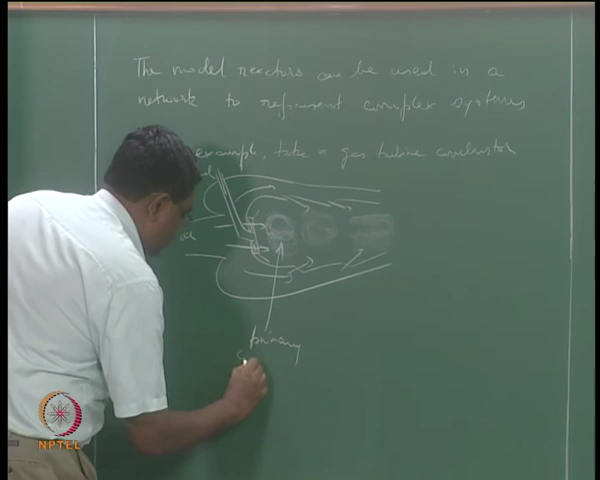 The model reactors can be used in a
network to represent complex systems
example, take a gas turbine combustor
primary
NPTEL